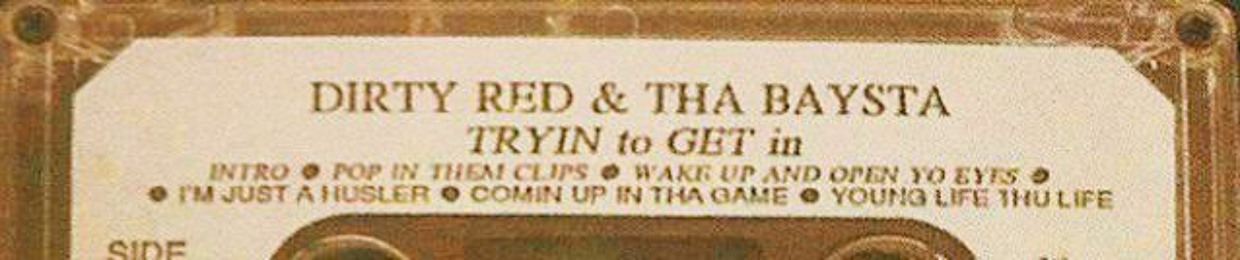 DIRTY RED & THA BAYSTA
TRYIN to GET in
INTRO ● POP IN THEM CLIPS ● WAKE UP AND OPEN YO EYES ●
● I'M JUST A HUSLER ● COMIN UP IN THA GAME ● YOUNG LIFE THU LIFE
SIDE